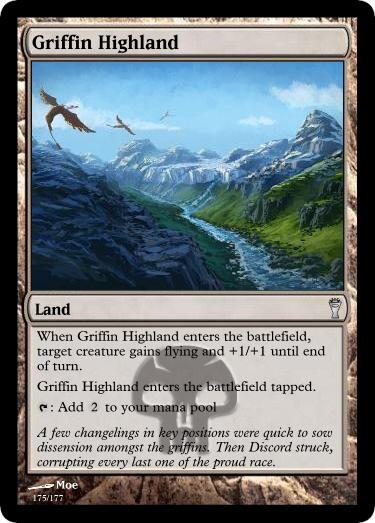 Griffin Highland
Land
When Griffin Highland enters the battlefield,
target creature gains flying and +1/+1 until end
of turn.
Griffin Highland enters the battlefield tapped.
: Add 2 to your mana pool
A few changelings in key positions were quick to sow
dissension amongst the griffins. Then Discord struck,
corrupting every last one of the proud race.
Moe
175/177